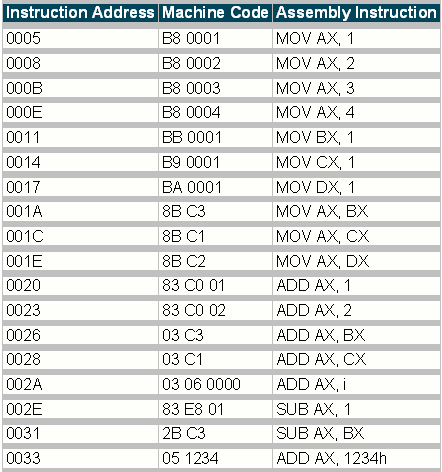 Instruction Address Machine Code Assembly Instruction
0005 B8 0001 MOV AX, 1
0008 B8 0002 MOV AX, 2
000B B8 0003 MOV AX, 3
000E B8 0004 MOV AX, 4
0011 BB 0001 MOV BX, 1
0014 B9 0001 MOV CX, 1
0017 BA 0001 MOV DX, 1
001A 8B C3 MOV AX, BX
001C 8B C1 MOV AX, CX
001E 8B C2 MOV AX, DX
0020 83 C0 01 ADD AX, 1
0023 83 C0 02 ADD AX, 2
0026 03 C3 ADD AX, BX
0028 03 C1 ADD AX, CX
002A 03 06 0000 ADD AX, i
002E 83 E8 01 SUB AX, 1
0031 2B C3 SUB AX, BX
0033 05 1234 ADD AX, 1234h